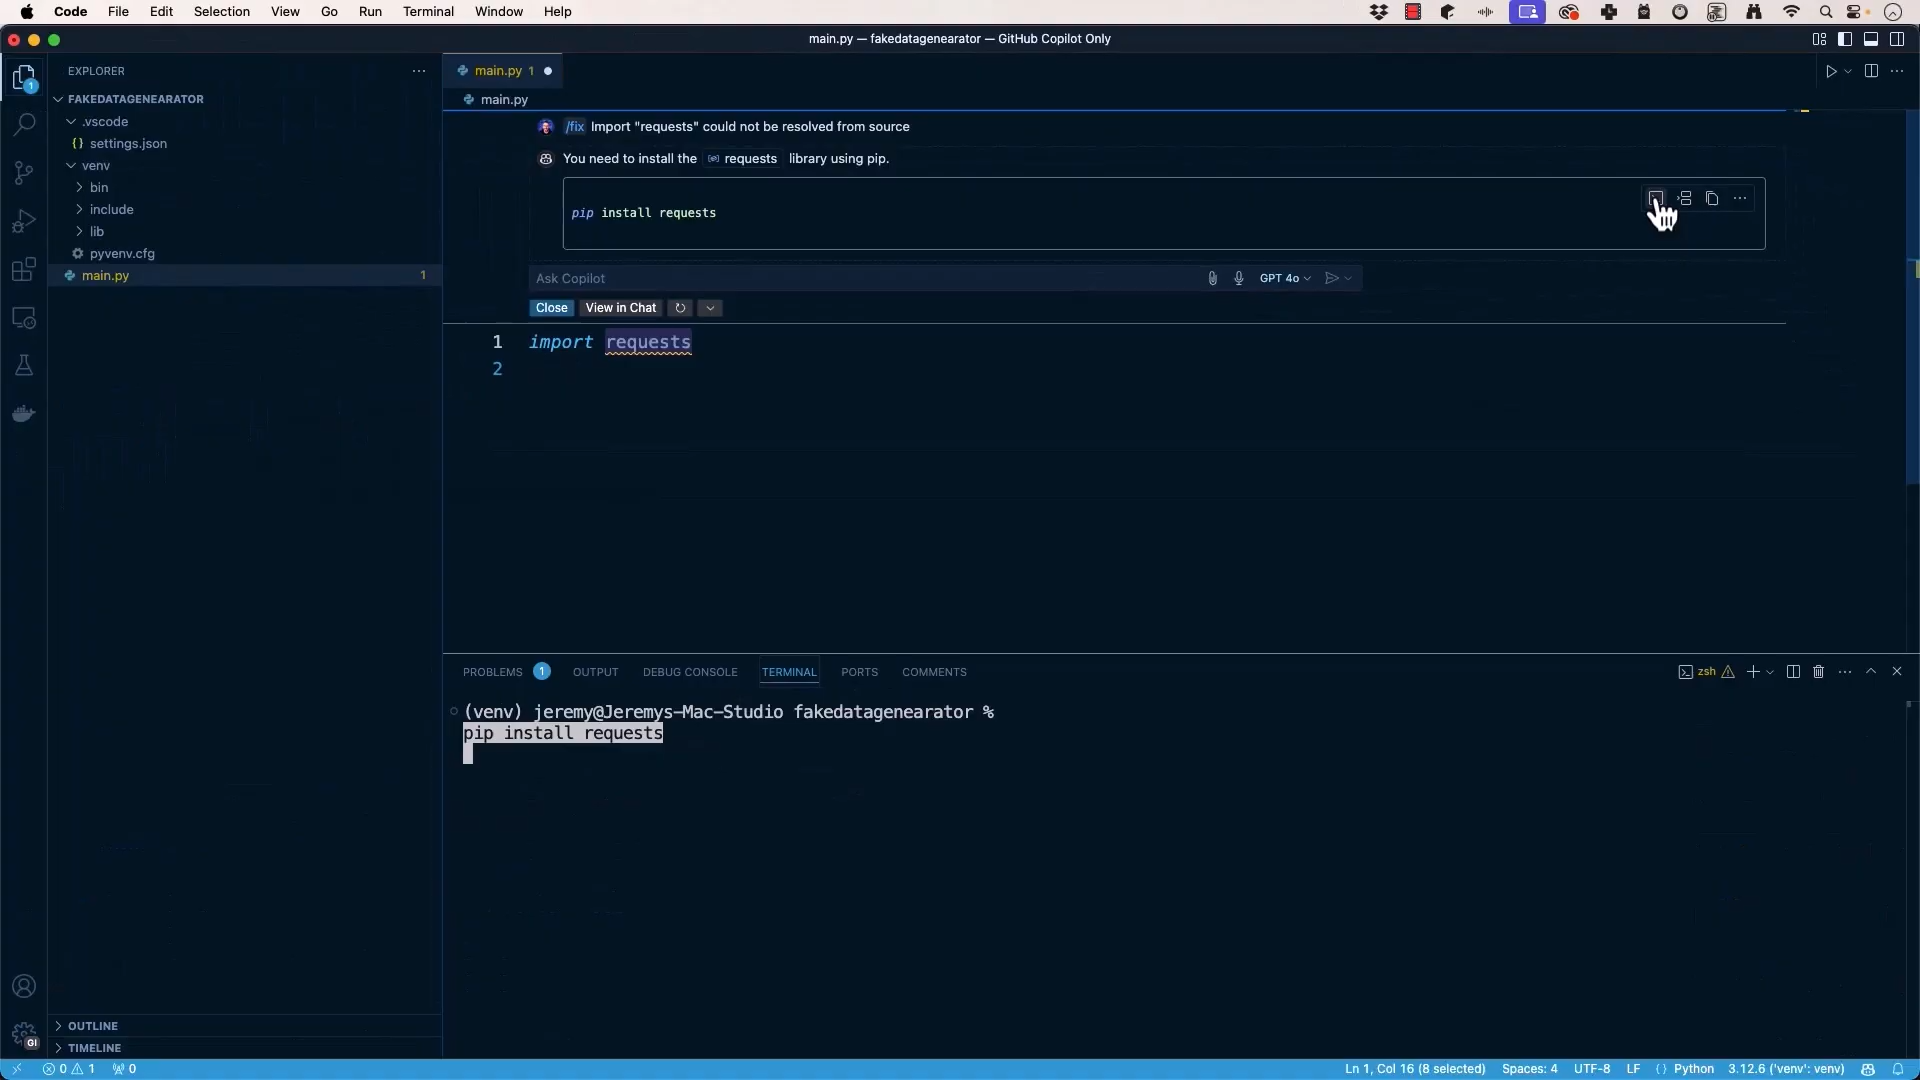 Code File Edit Selection View Go Run Terminal Window Help
main.py — fakedatagenearator — GitHub Copilot Only
EXPLORER
main.py 1
1
FAKEDATAGENEARATOR
main.py
.vscode
/fix Import "requests" could not be resolved from source
{} settings.json
You need to install the requests library using pip.
venv
bin
include
pip install requests
lib
pyvenv.cfg
main.py 1
Ask Copilot
GPT 4o
Close View in Chat
1 import requests
2
PROBLEMS 1 OUTPUT DEBUG CONSOLE TERMINAL PORTS COMMENTS
zsh
(venv) jeremy@Jeremys-Mac-Studio fakedatagenearator %
pip install requests
OUTLINE
GI
TIMELINE
0 1 0
Ln 1, Col 16 (8 selected) Spaces: 4 UTF-8 LF Python 3.12.6 ('venv': venv)